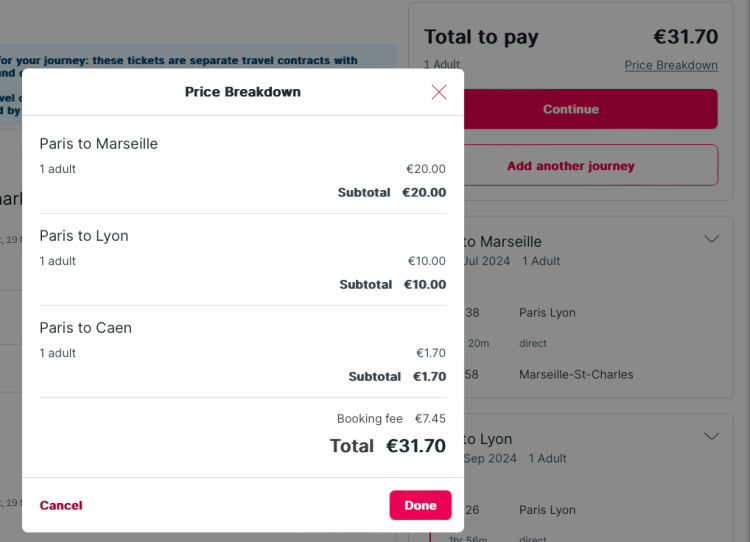 Total to pay €31.70
1 Adult Price Breakdown
for your journey: these tickets are separate travel contracts with
Continue
Add another journey
Price Breakdown
Paris to Marseille
1 adult €20.00
Subtotal €20.00
Paris to Lyon
1 adult €10.00
Subtotal €10.00
Paris to Caen
1 adult €1.70
Subtotal €1.70
Booking fee €7.45
Total €31.70
Cancel Done
to Marseille
Jul 2024 1 Adult
38 Paris Lyon
20m direct
58 Marseille-St-Charles
to Lyon
Sep 2024 1 Adult
26 Paris Lyon
1hr 56m direct